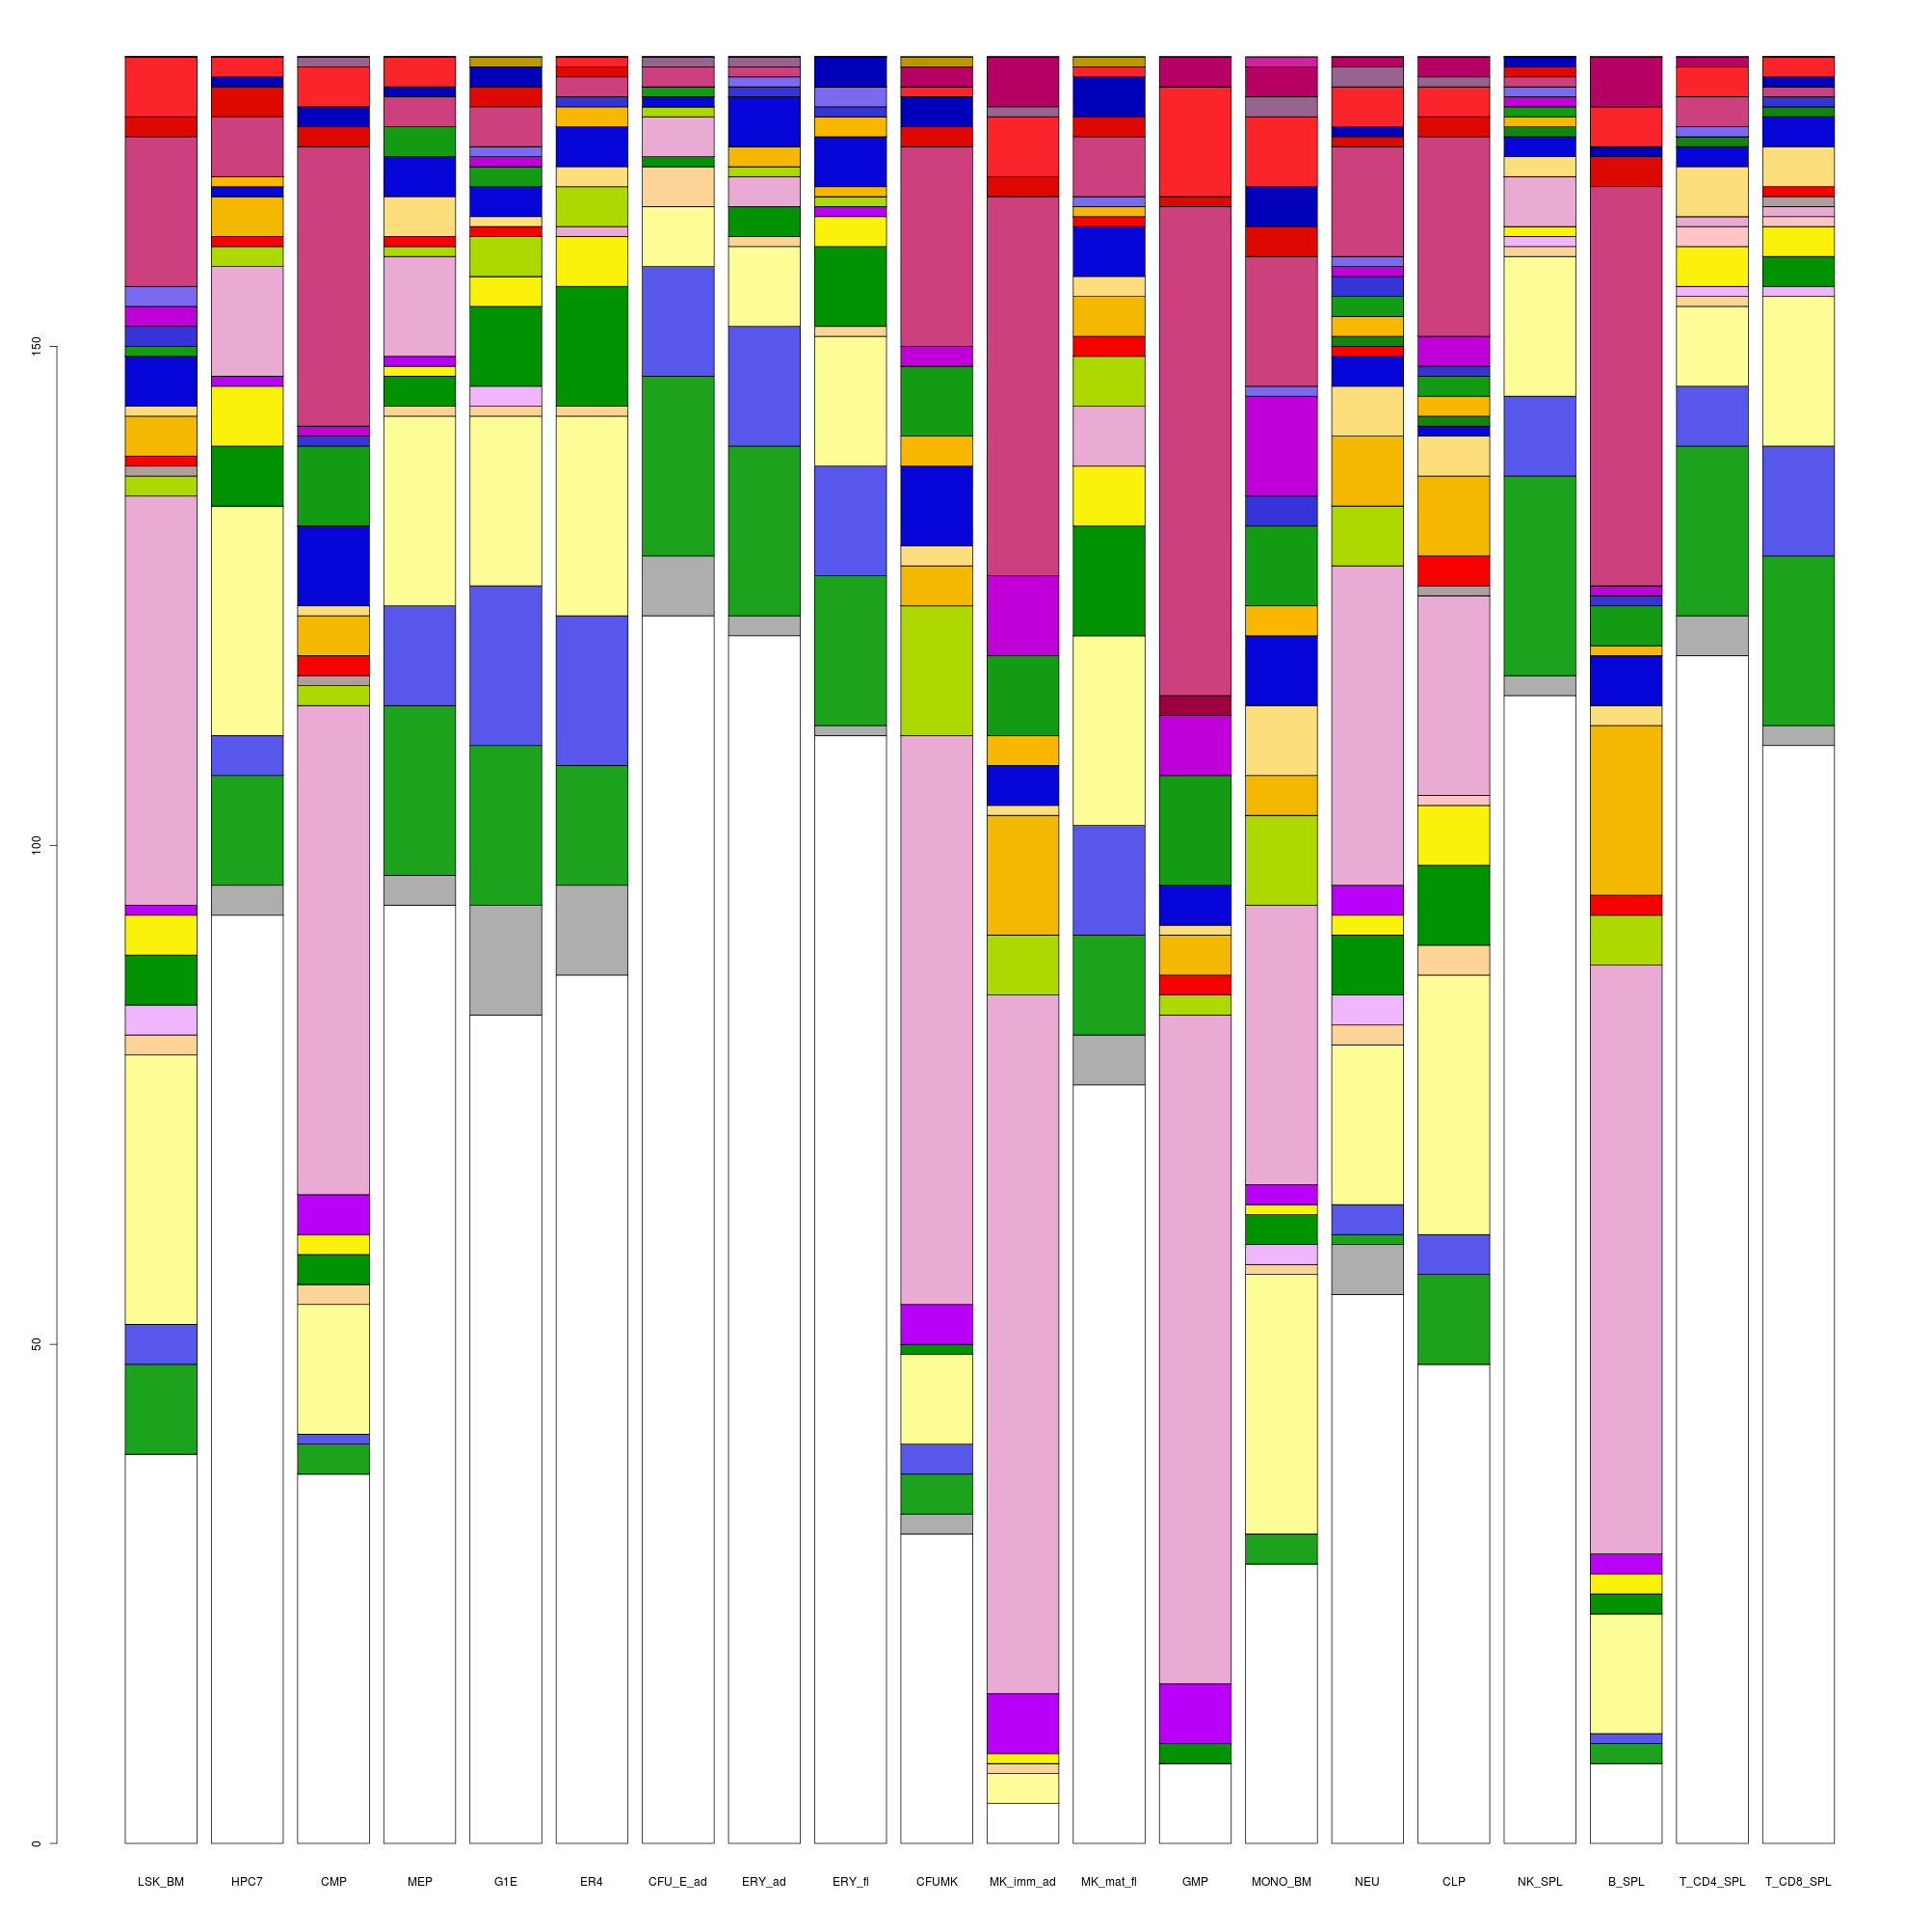 150
100
50
0
LSK_BM HPC7 CMP MEP G1E ER4 CFU_E_ad ERY_ad ERY_fl CFUMK MK_imm_ad MK_mat_fl GMP MONO_BM NEU CLP NK_SPL B_SPL T_CD4_SPL T_CD8_SPL